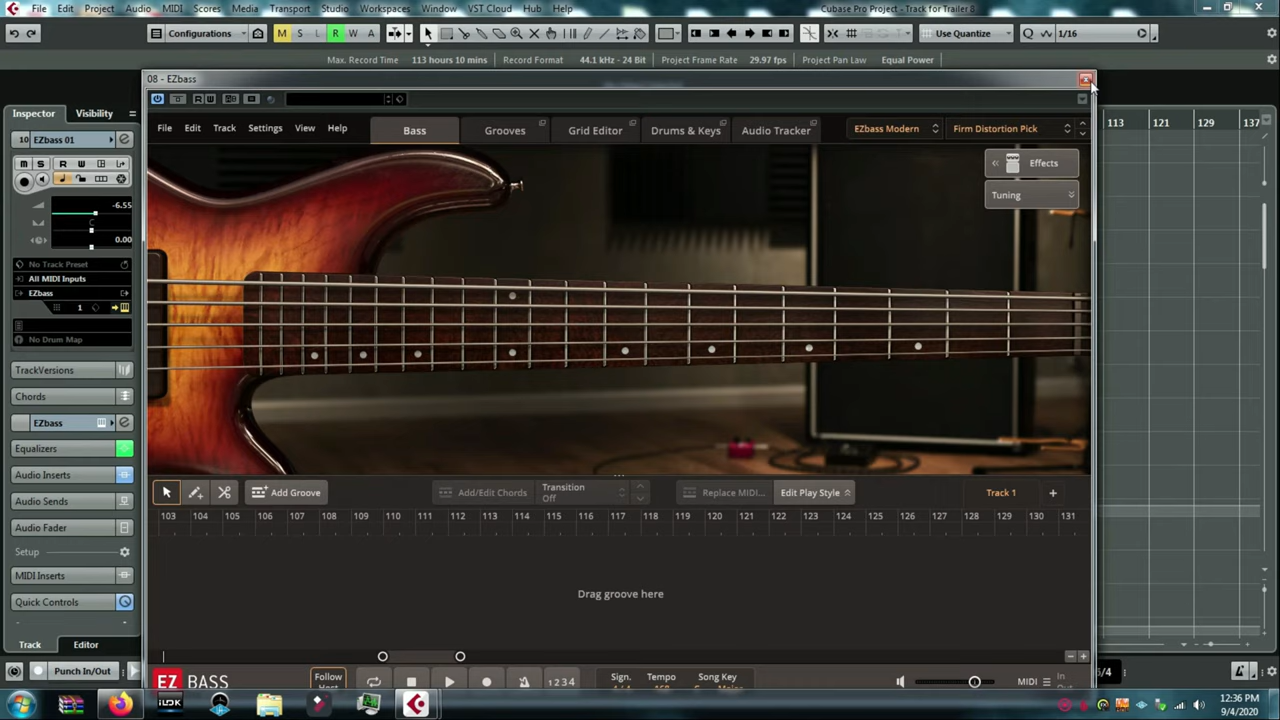 File Edit Project Audio MIDI Scores Media Transport Studio Workspaces Window VST Cloud Hub Help Cubase Pro Project - Track for Trailer 8
Configurations M S L R W A Use Quantize Q 1/16
Max. Record Time 113 hours 10 mins Record Format 44.1 kHz - 24 Bit Project Frame Rate 29.97 fps Project Pan Law Equal Power
08 - EZbass
Inspector Visibility
R W
113 121 129 137
File Edit Track Settings View Help Bass Grooves Grid Editor Drums & Keys Audio Tracker EZbass Modern Firm Distortion Pick
10 EZbass 01
M S R W
Effects
Tuning
-6.55
C
0.00
No Track Preset
All MIDI Inputs
EZbass
1
No Drum Map
TrackVersions
Chords
EZbass
Equalizers
Audio Inserts
Audio Sends
Audio Fader
Setup
MIDI Inserts
Quick Controls
Track Editor
Add Groove Add/Edit Chords Transition Off Replace MIDI... Edit Play Style Track 1 +
103 104 105 106 107 108 109 110 111 112 113 114 115 116 117 118 119 120 121 122 123 124 125 126 127 128 129 130 131
Drag groove here
Punch In/Out
EZ BASS Follow Host 1234 Sign. Tempo Song Key MIDI In Out
/4
iLOK
12:36 PM
9/4/2020